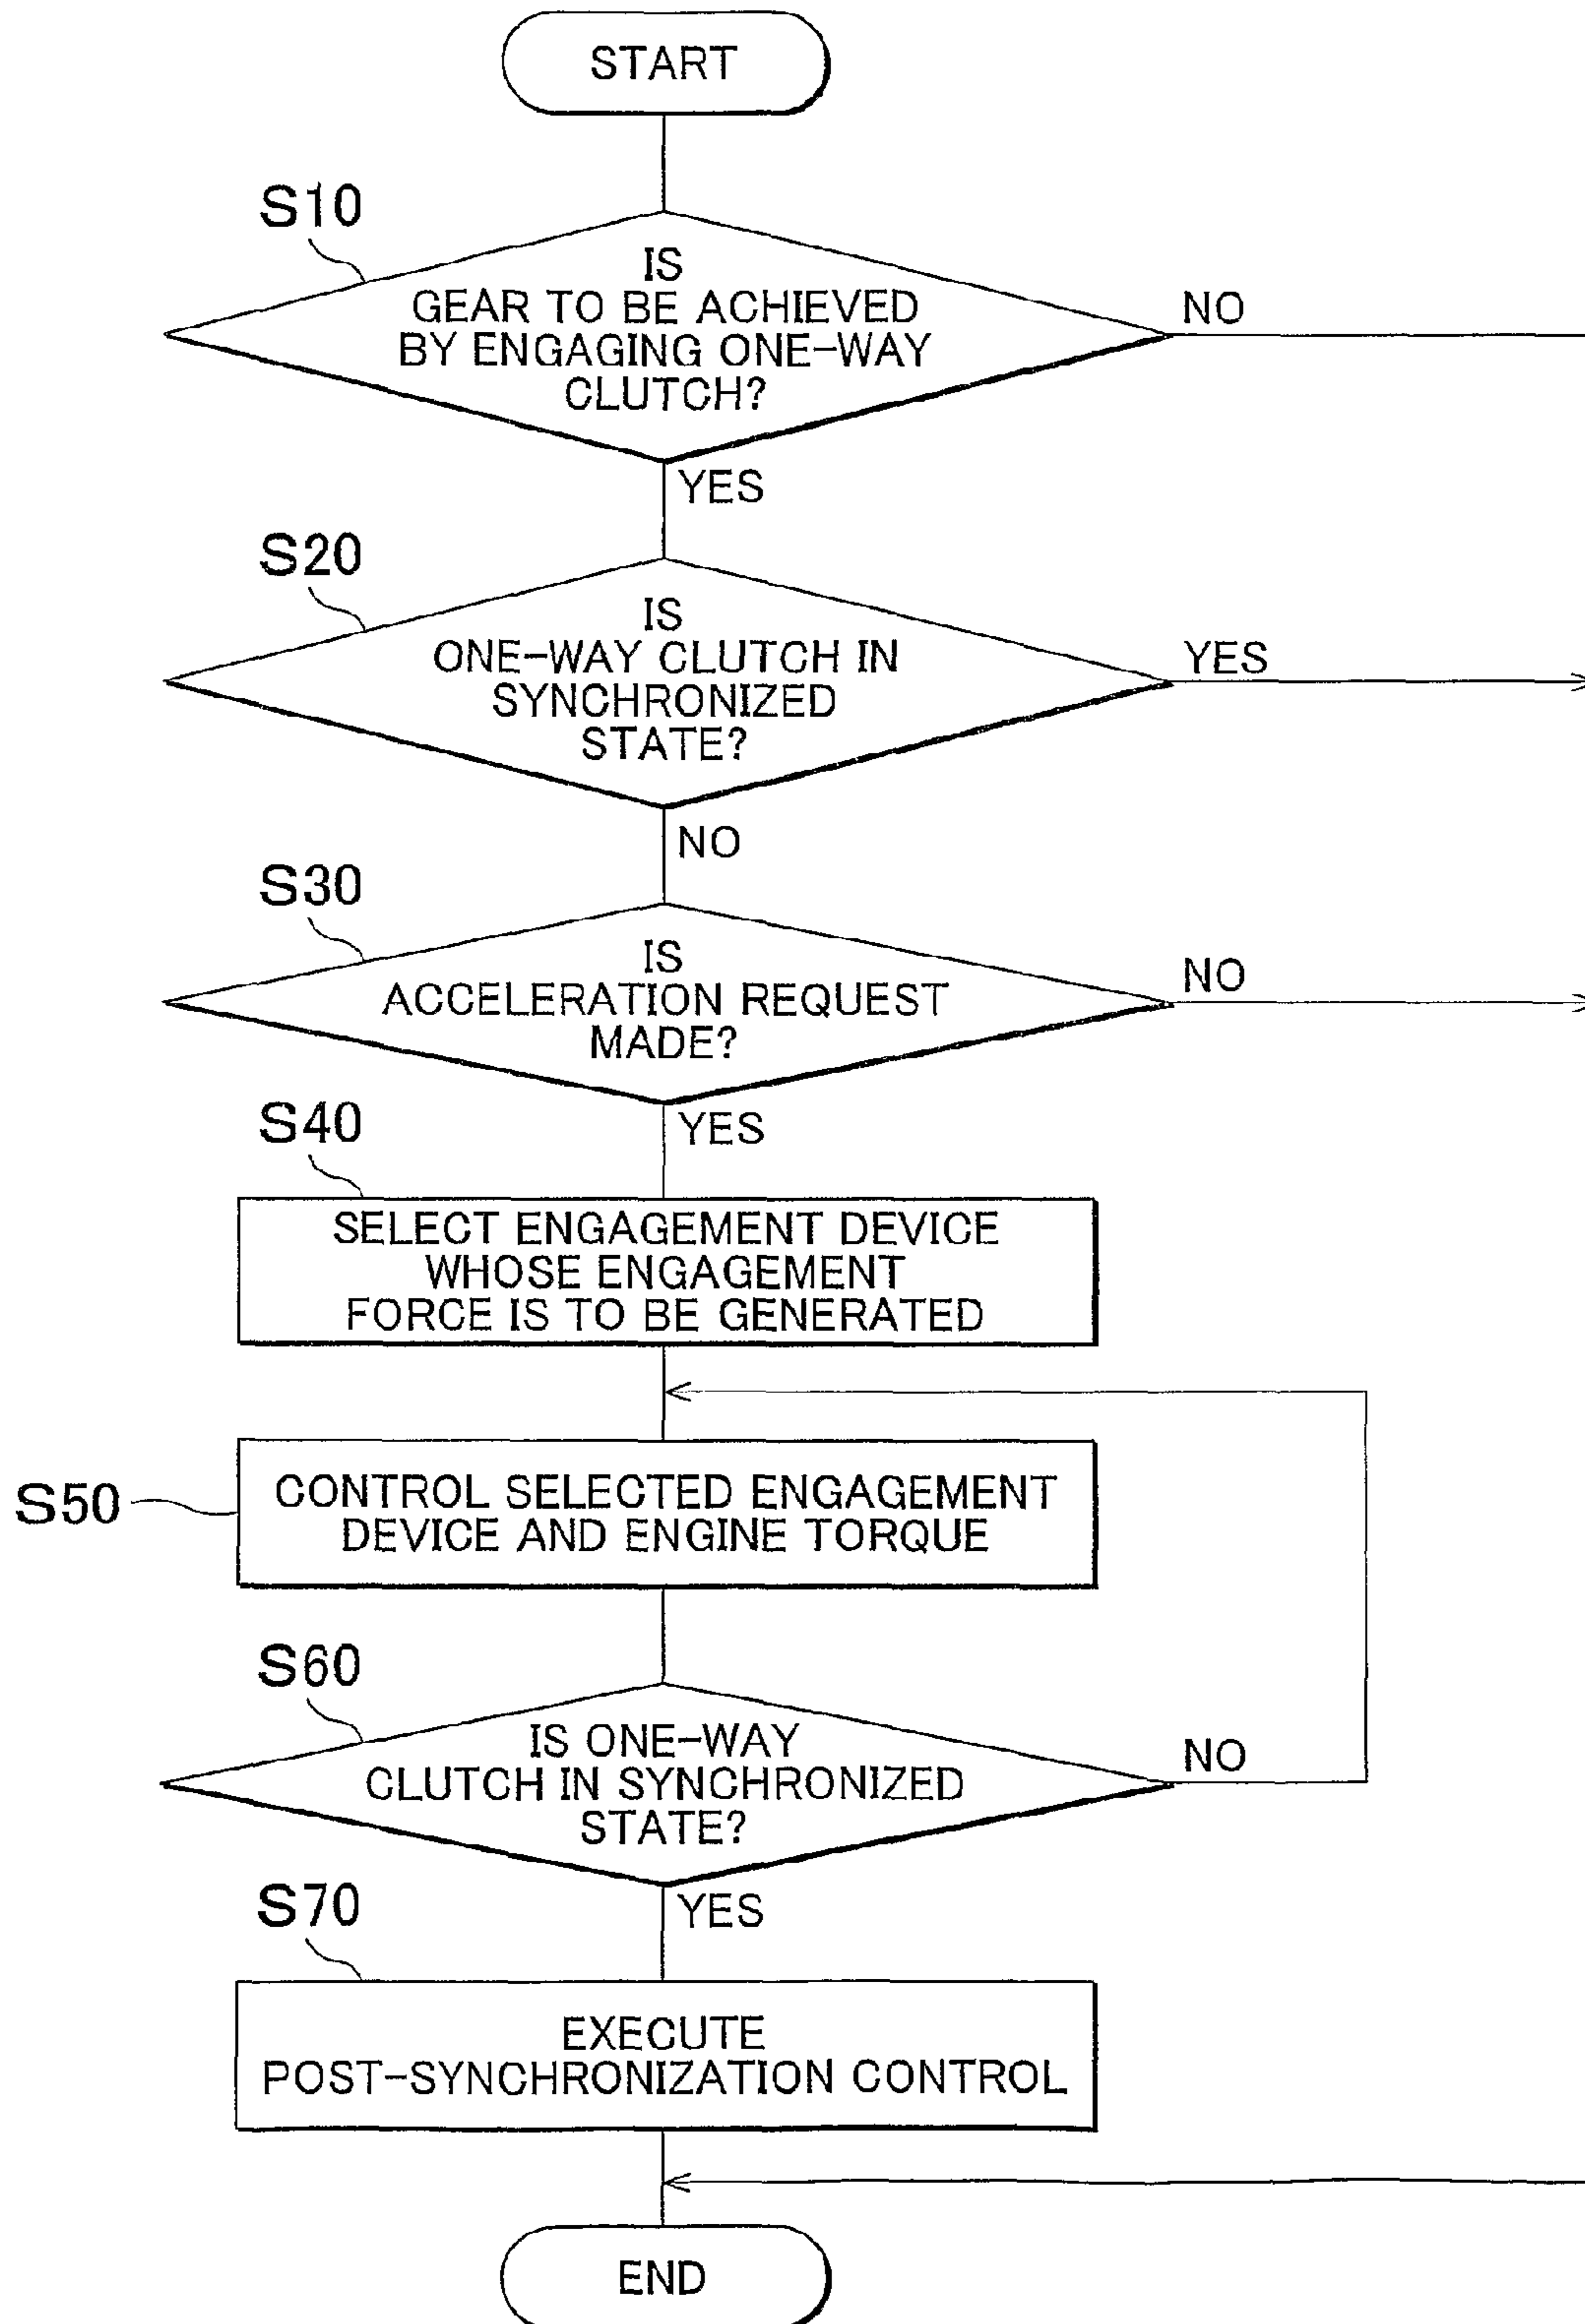 START
S10
IS
GEAR TO BE ACHIEVED
BY ENGAGING ONE-WAY
CLUTCH?
NO
YES
S20
IS
ONE-WAY CLUTCH IN
SYNCHRONIZED
STATE?
YES
NO
S30
IS
ACCELERATION REQUEST
MADE?
NO
YES
S40
SELECT ENGAGEMENT DEVICE
WHOSE ENGAGEMENT
FORCE IS TO BE GENERATED
S50
CONTROL SELECTED ENGAGEMENT
DEVICE AND ENGINE TORQUE
S60
IS ONE-WAY
CLUTCH IN SYNCHRONIZED
STATE?
NO
YES
S70
EXECUTE
POST-SYNCHRONIZATION CONTROL
END